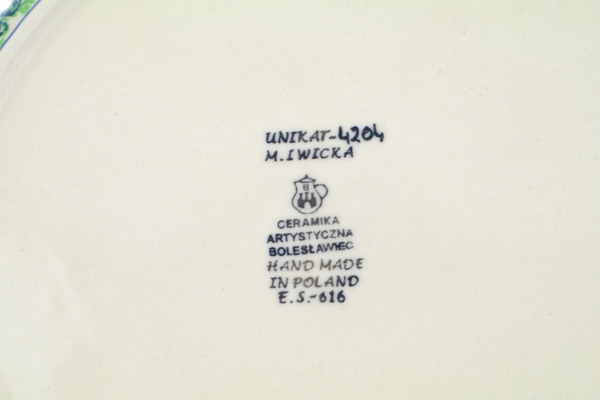 UNIKAT-4204
M.IWICKA
B
CERAMIKA
ARTYSTYCZNA
BOLESŁAWIEC
HAND MADE
IN POLAND
E.S.-616